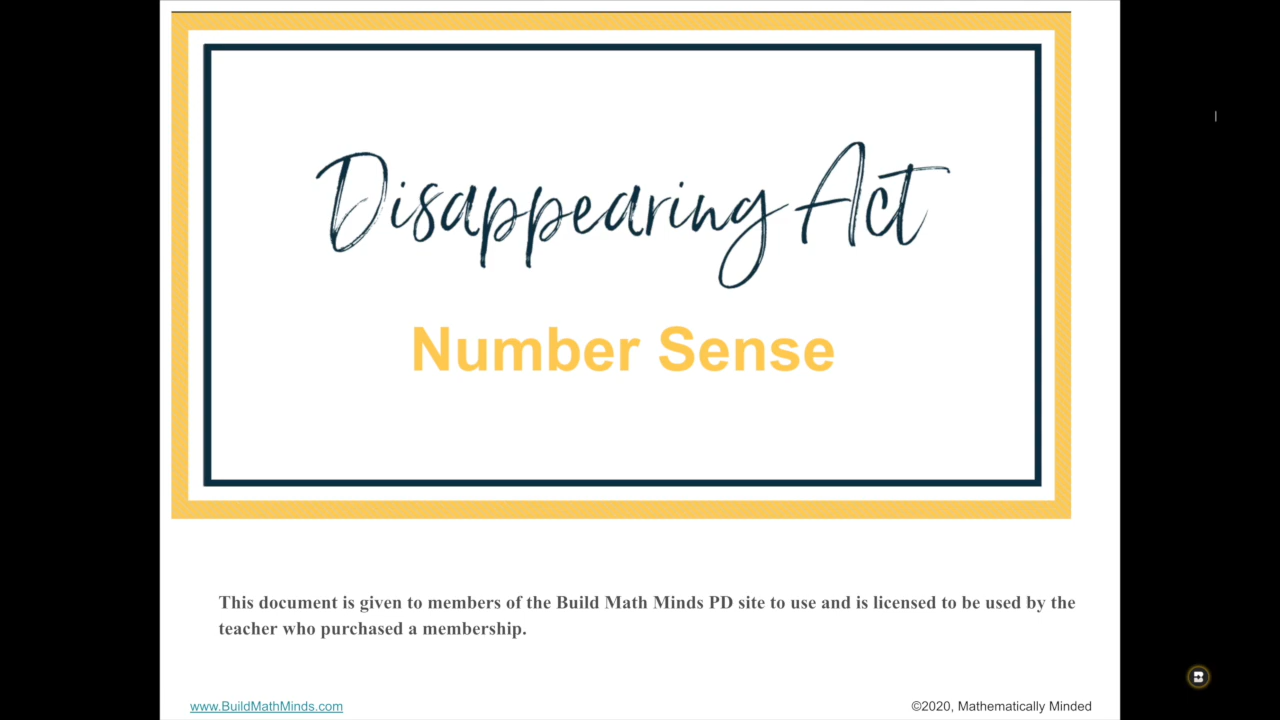 Disappearing Act
Number Sense
This document is given to members of the Build Math Minds PD site to use and is licensed to be used by the
teacher who purchased a membership.
www.BuildMathMinds.com
©2020, Mathematically Minded